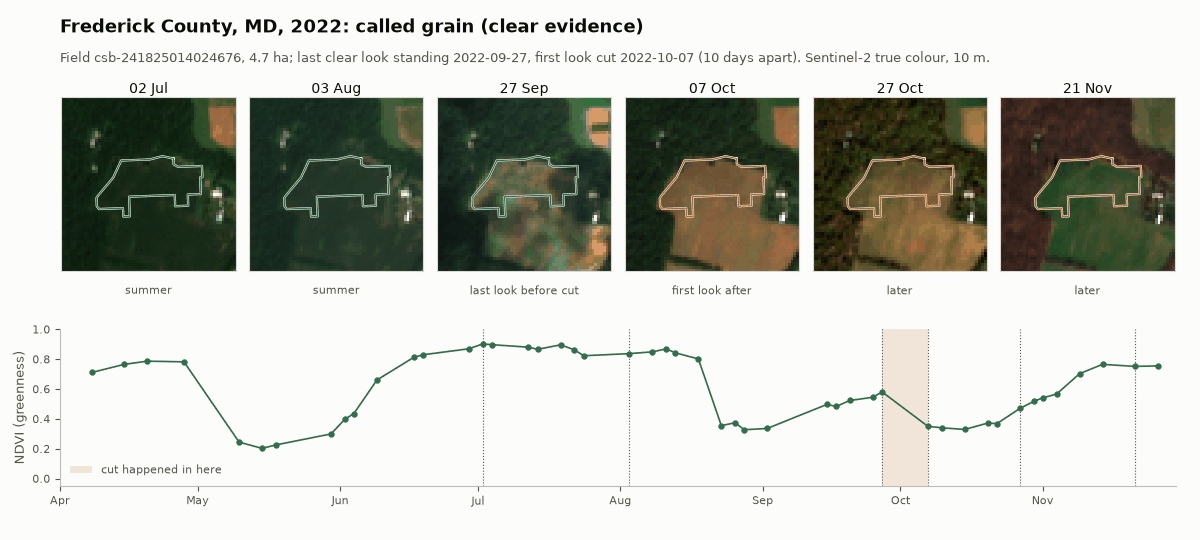 Frederick County, MD, 2022: called grain (clear evidence)
Field csb-241825014024676, 4.7 ha; last clear look standing 2022-09-27, first look cut 2022-10-07 (10 days apart). Sentinel-2 true colour, 10 m.
02 Jul
03 Aug
27 Sep
07 Oct
27 Oct
21 Nov
summer
summer
last look before cut
first look after
later
later
NDVI (greenness)
1.0
0.8
0.6
0.4
0.2
0.0
cut happened in here
Apr
May
Jun
Jul
Aug
Sep
Oct
Nov